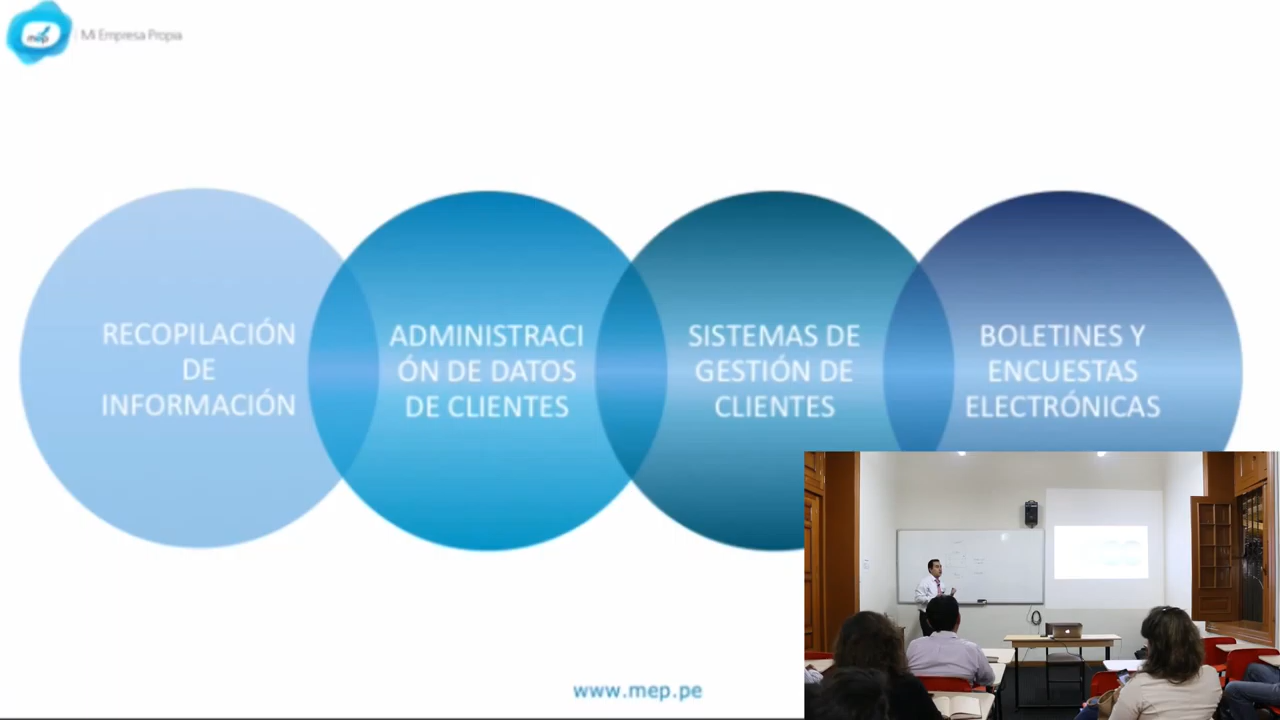 mep
Mi Empresa Propia
RECOPILACIÓN
DE
INFORMACIÓN
ADMINISTRACI
ÓN DE DATOS
DE CLIENTES
SISTEMAS DE
GESTIÓN DE
CLIENTES
BOLETINES Y
ENCUESTAS
ELECTRÓNICAS
www.mep.pe